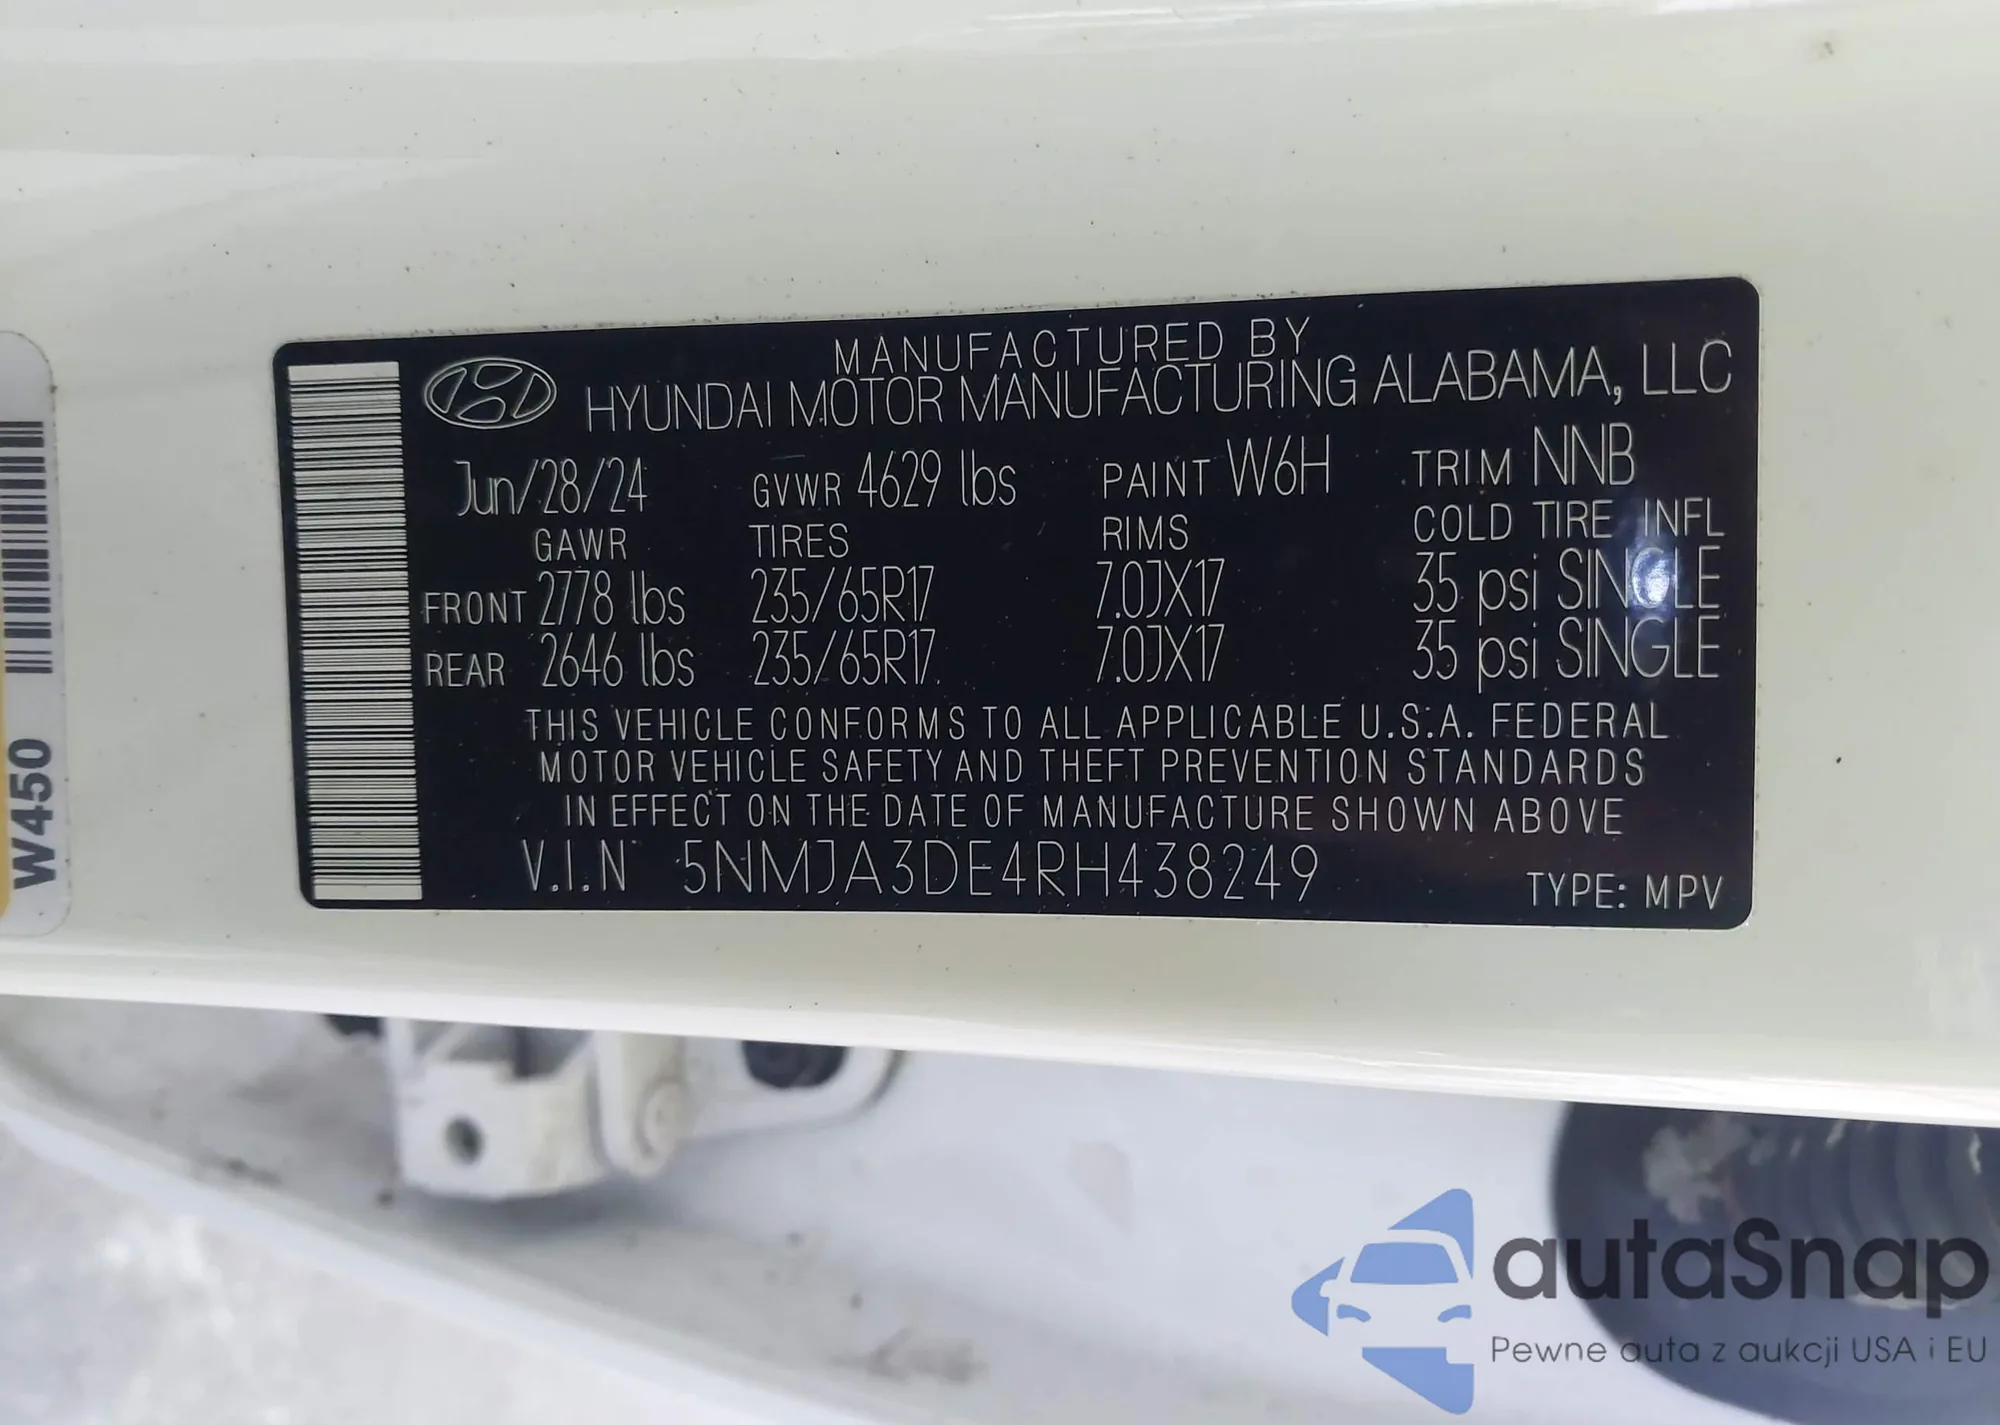 MANUFACTURED BY
HYUNDAI MOTOR MANUFACTURING ALABAMA, LLC
Jun/28/24 GVWR 4629 lbs PAINT W6H TRIM NNB
GAWR TIRES RIMS COLD TIRE INFL
FRONT 2778 lbs 235/65R17 7.0JX17 35 psi SINGLE
REAR 2646 lbs 235/65R17 7.0JX17 35 psi SINGLE
THIS VEHICLE CONFORMS TO ALL APPLICABLE U.S.A. FEDERAL
MOTOR VEHICLE SAFETY AND THEFT PREVENTION STANDARDS
IN EFFECT ON THE DATE OF MANUFACTURE SHOWN ABOVE
V.I.N 5NMJA3DE4RH438249 TYPE: MPV
W450
autaSnap
Pewne auta z aukcji USA i EU